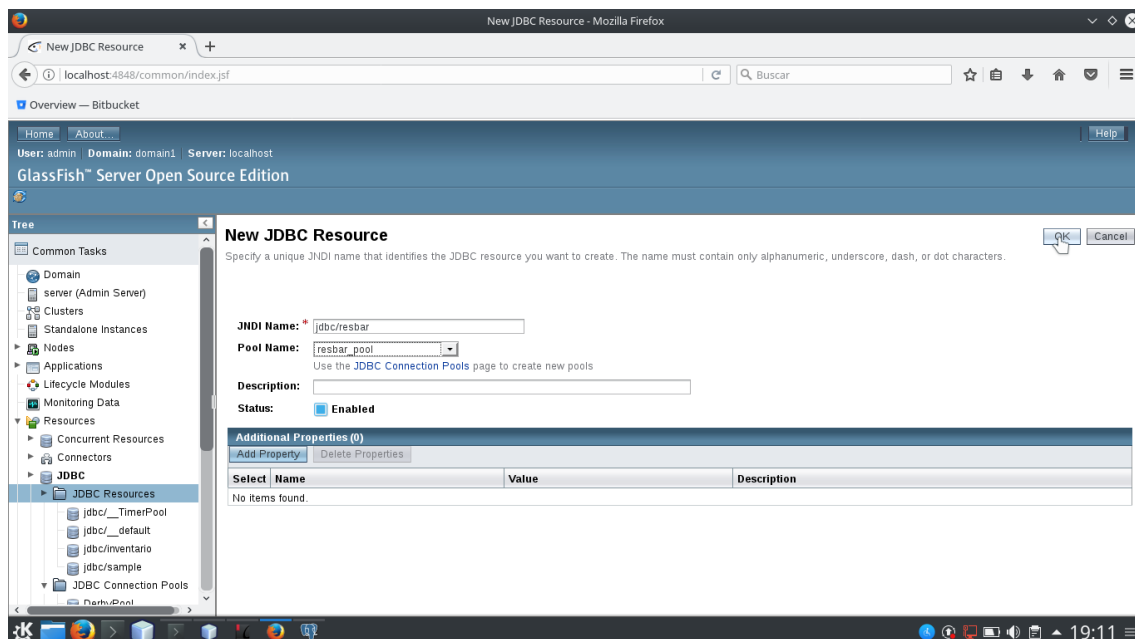 New JDBC Resource - Mozilla Firefox
New JDBC Resource
localhost:4848/common/index.jsf
Buscar
Overview — Bitbucket
Home About... Help
User: admin Domain: domain1 Server: localhost
GlassFish™ Server Open Source Edition
Tree
Common Tasks
Domain
server (Admin Server)
Clusters
Standalone Instances
Nodes
Applications
Lifecycle Modules
Monitoring Data
Resources
Concurrent Resources
Connectors
JDBC
JDBC Resources
jdbc/__TimerPool
jdbc/__default
jdbc/inventario
jdbc/sample
JDBC Connection Pools
DerbyPool
New JDBC Resource
OK Cancel
Specify a unique JNDI name that identifies the JDBC resource you want to create. The name must contain only alphanumeric, underscore, dash, or dot characters.
JNDI Name: * jdbc/resbar
Pool Name: resbar_pool
Use the JDBC Connection Pools page to create new pools
Description:
Status: Enabled
Additional Properties (0)
Add Property Delete Properties
Select Name Value Description
No items found.
19:11